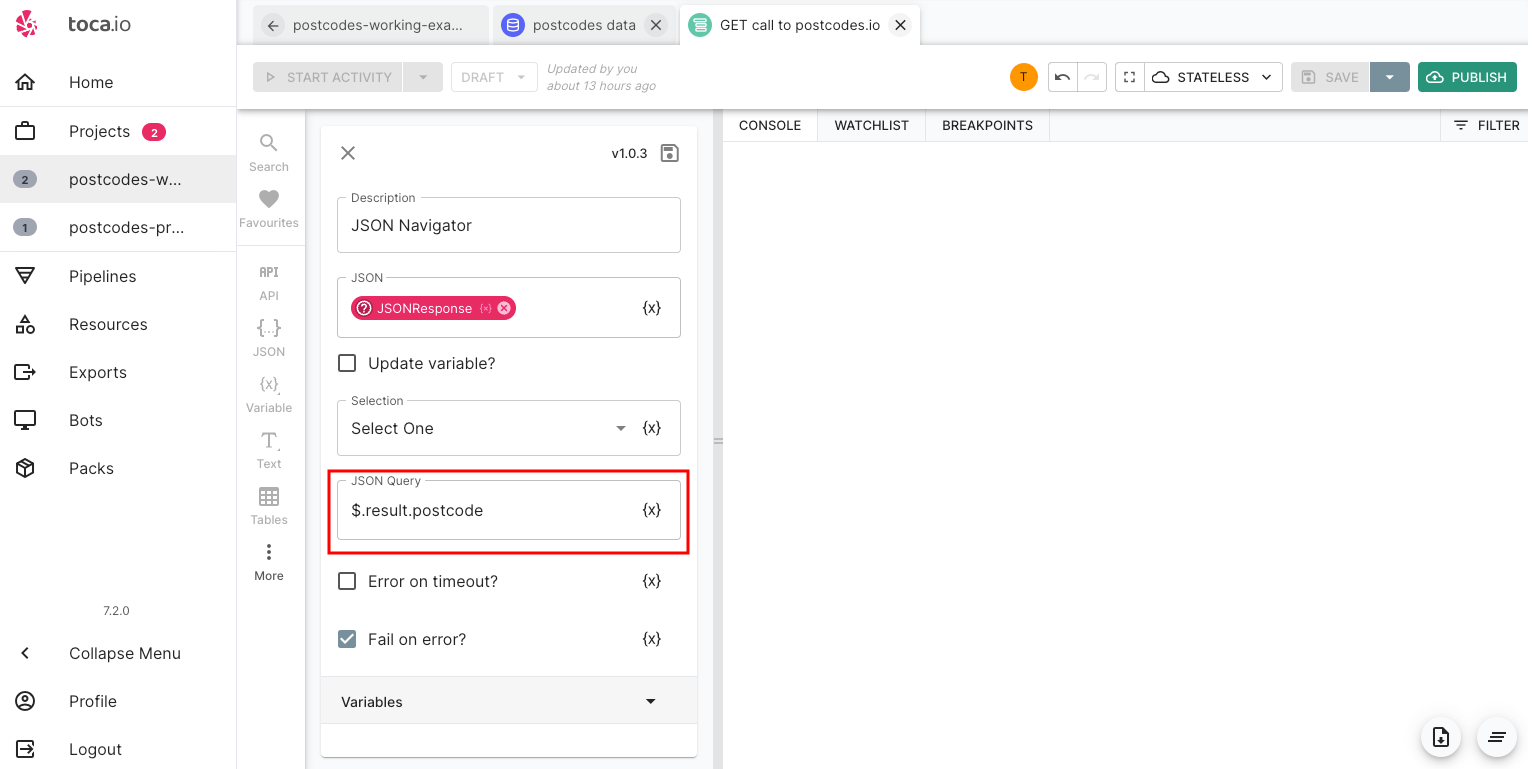 toca.io
Home
Projects 2
2 postcodes-w...
1 postcodes-pr...
Pipelines
Resources
Exports
Bots
Packs
7.2.0
Collapse Menu
Profile
Logout
postcodes-working-exa...
postcodes data
GET call to postcodes.io
START ACTIVITY
DRAFT
Updated by you
about 13 hours ago
T
STATELESS
SAVE
PUBLISH
Search
Favourites
API
API
{...}
JSON
{x}
Variable
T
Text
Tables
More
v1.0.3
Description
JSON Navigator
JSON
JSONResponse {x}
{x}
Update variable?
Selection
Select One
{x}
JSON Query
$.result.postcode
{x}
Error on timeout?
{x}
Fail on error?
{x}
Variables
CONSOLE
WATCHLIST
BREAKPOINTS
FILTER